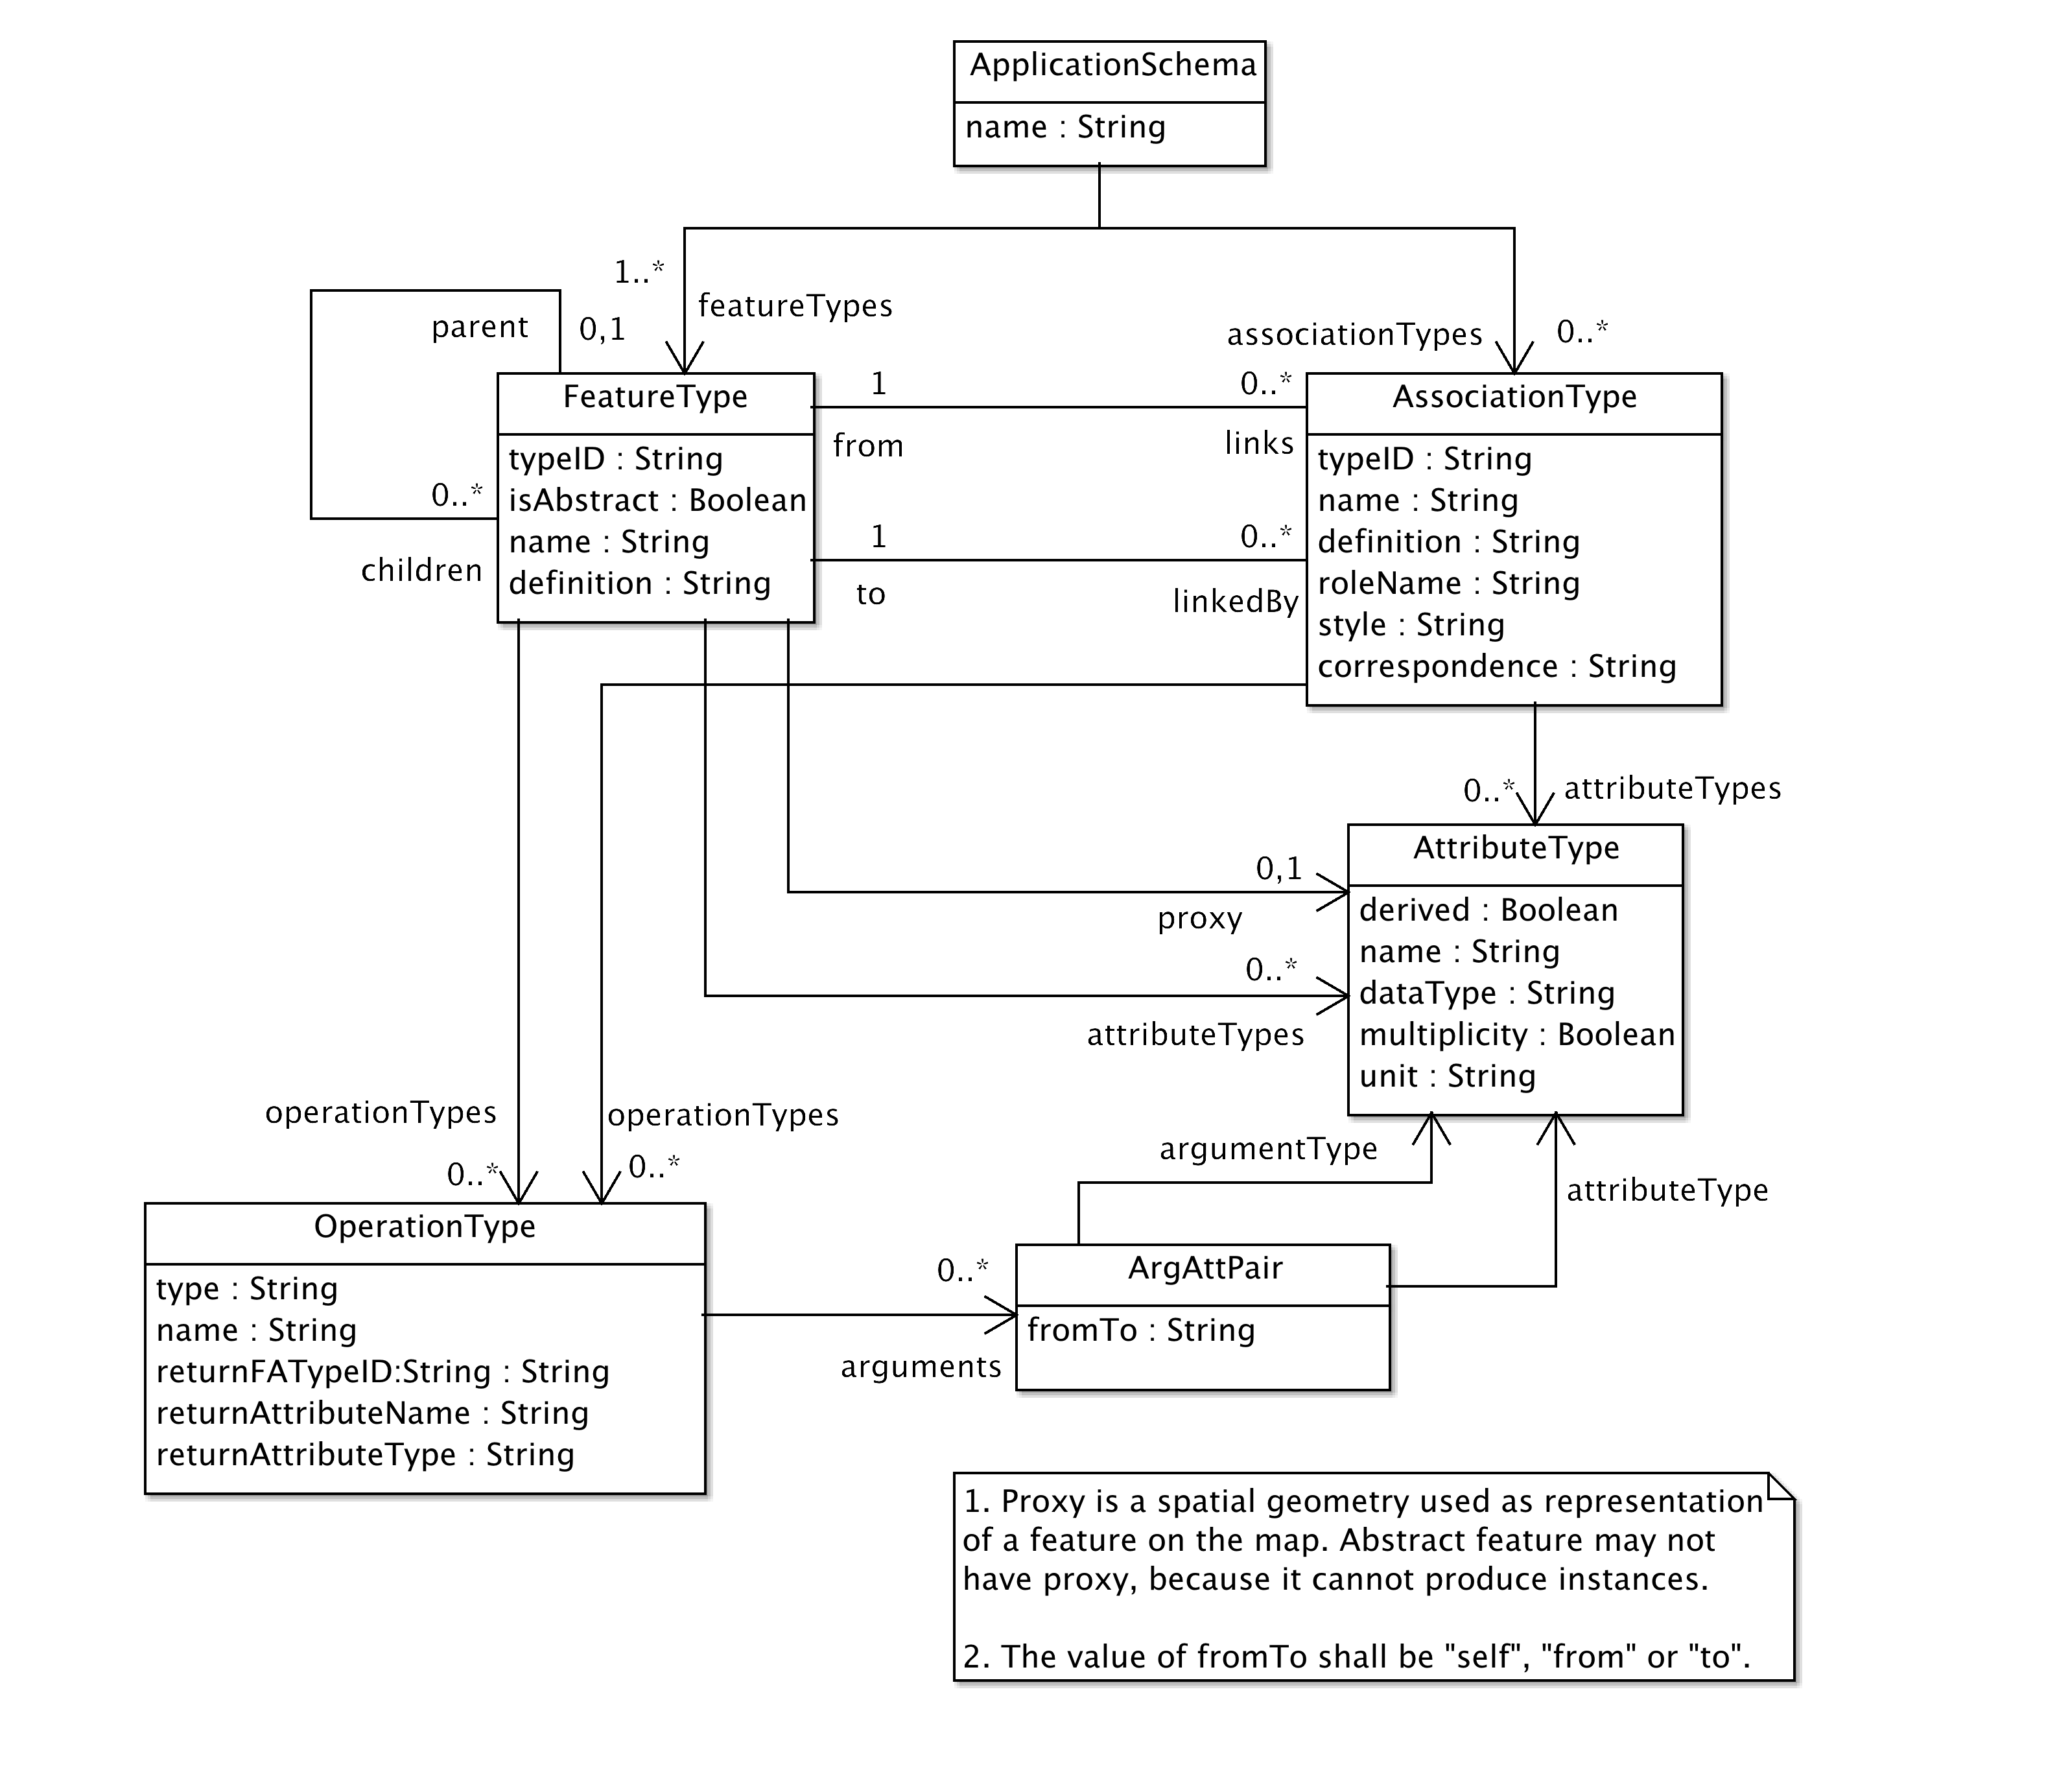 ApplicationSchema
name : String
1..*
featureTypes
associationTypes
0..*
parent
0,1
0..*
children
FeatureType
typeID : String
isAbstract : Boolean
name : String
definition : String
1
from
0..*
links
1
to
0..*
linkedBy
AssociationType
typeID : String
name : String
definition : String
roleName : String
style : String
correspondence : String
0..*
attributeTypes
0,1
proxy
0..*
attributeTypes
AttributeType
derived : Boolean
name : String
dataType : String
multiplicity : Boolean
unit : String
operationTypes
0..*
operationTypes
0..*
argumentType
attributeType
OperationType
type : String
name : String
returnFATypeID:String : String
returnAttributeName : String
returnAttributeType : String
0..*
arguments
ArgAttPair
fromTo : String
1. Proxy is a spatial geometry used as representation
of a feature on the map. Abstract feature may not
have proxy, because it cannot produce instances.
2. The value of fromTo shall be "self", "from" or "to".